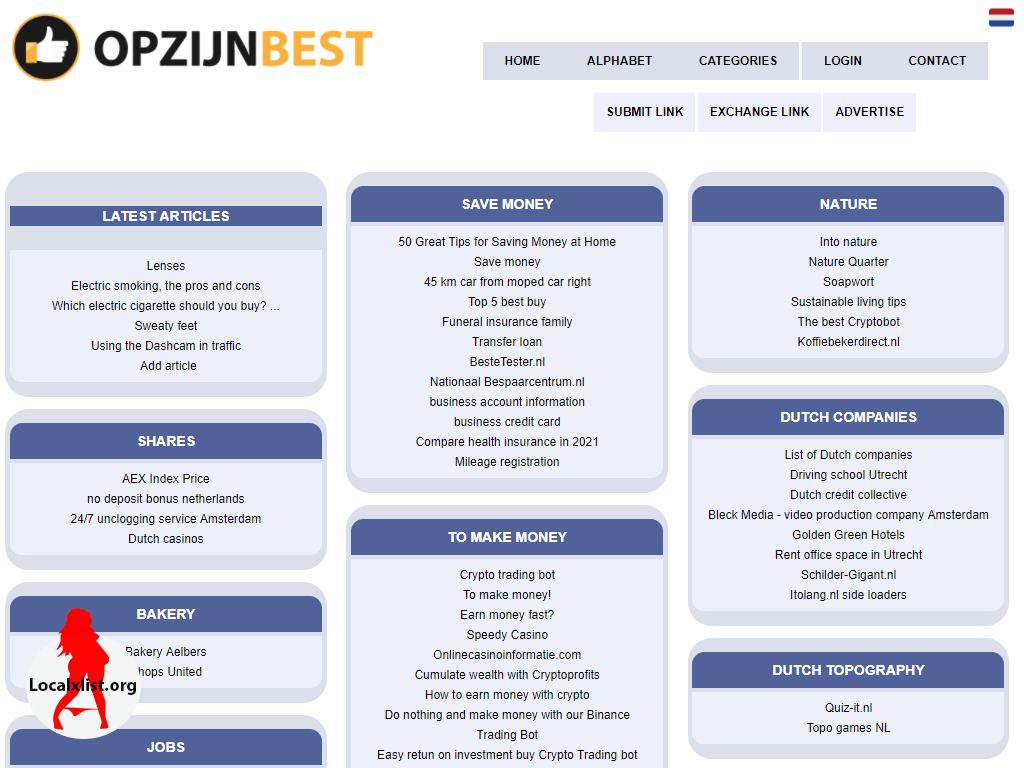 OPZIJNBEST
HOME
ALPHABET
CATEGORIES
LOGIN
CONTACT
SUBMIT LINK
EXCHANGE LINK
ADVERTISE
LATEST ARTICLES
Lenses
Electric smoking, the pros and cons
Which electric cigarette should you buy? ...
Sweaty feet
Using the Dashcam in traffic
Add article
SHARES
AEX Index Price
no deposit bonus netherlands
24/7 unclogging service Amsterdam
Dutch casinos
BAKERY
Bakery Aelbers
hops United
Localxlist.org
JOBS
SAVE MONEY
50 Great Tips for Saving Money at Home
Save money
45 km car from moped car right
Top 5 best buy
Funeral insurance family
Transfer loan
BesteTester.nl
Nationaal Bespaarcentrum.nl
business account information
business credit card
Compare health insurance in 2021
Mileage registration
TO MAKE MONEY
Crypto trading bot
To make money!
Earn money fast?
Speedy Casino
Onlinecasinoinformatie.com
Cumulate wealth with Cryptoprofits
How to earn money with crypto
Do nothing and make money with our Binance
Trading Bot
Easy retun on investment buy Crypto Trading bot
NATURE
Into nature
Nature Quarter
Soapwort
Sustainable living tips
The best Cryptobot
Koffiebekerdirect.nl
DUTCH COMPANIES
List of Dutch companies
Driving school Utrecht
Dutch credit collective
Bleck Media - video production company Amsterdam
Golden Green Hotels
Rent office space in Utrecht
Schilder-Gigant.nl
Itolang.nl side loaders
DUTCH TOPOGRAPHY
Quiz-it.nl
Topo games NL